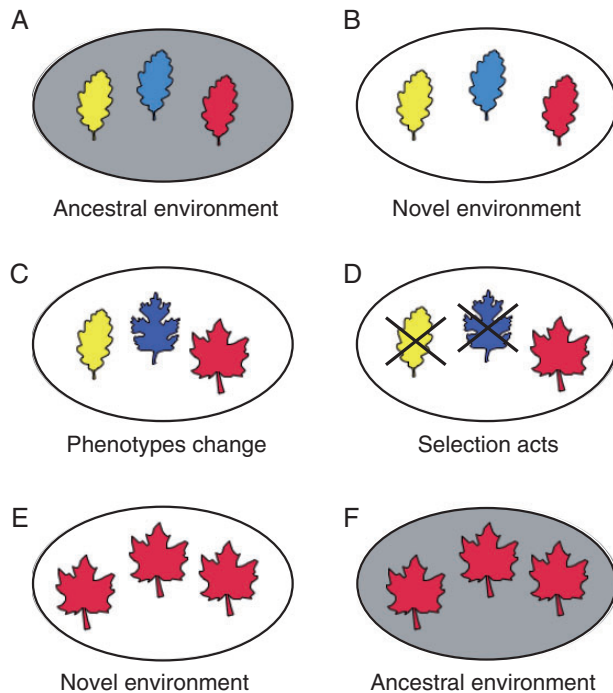 A
B
Ancestral environment
Novel environment
C
D
Phenotypes change
Selection acts
E
F
Novel environment
Ancestral environment